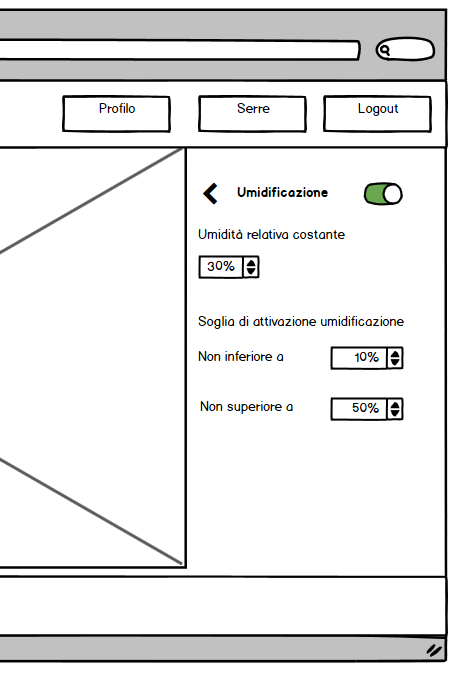 Profilo
Serre
Logout
Umidificazione
Umidità relativa costante
30%
Soglia di attivazione umidificazione
Non inferiore a
10%
Non superiore a
50%